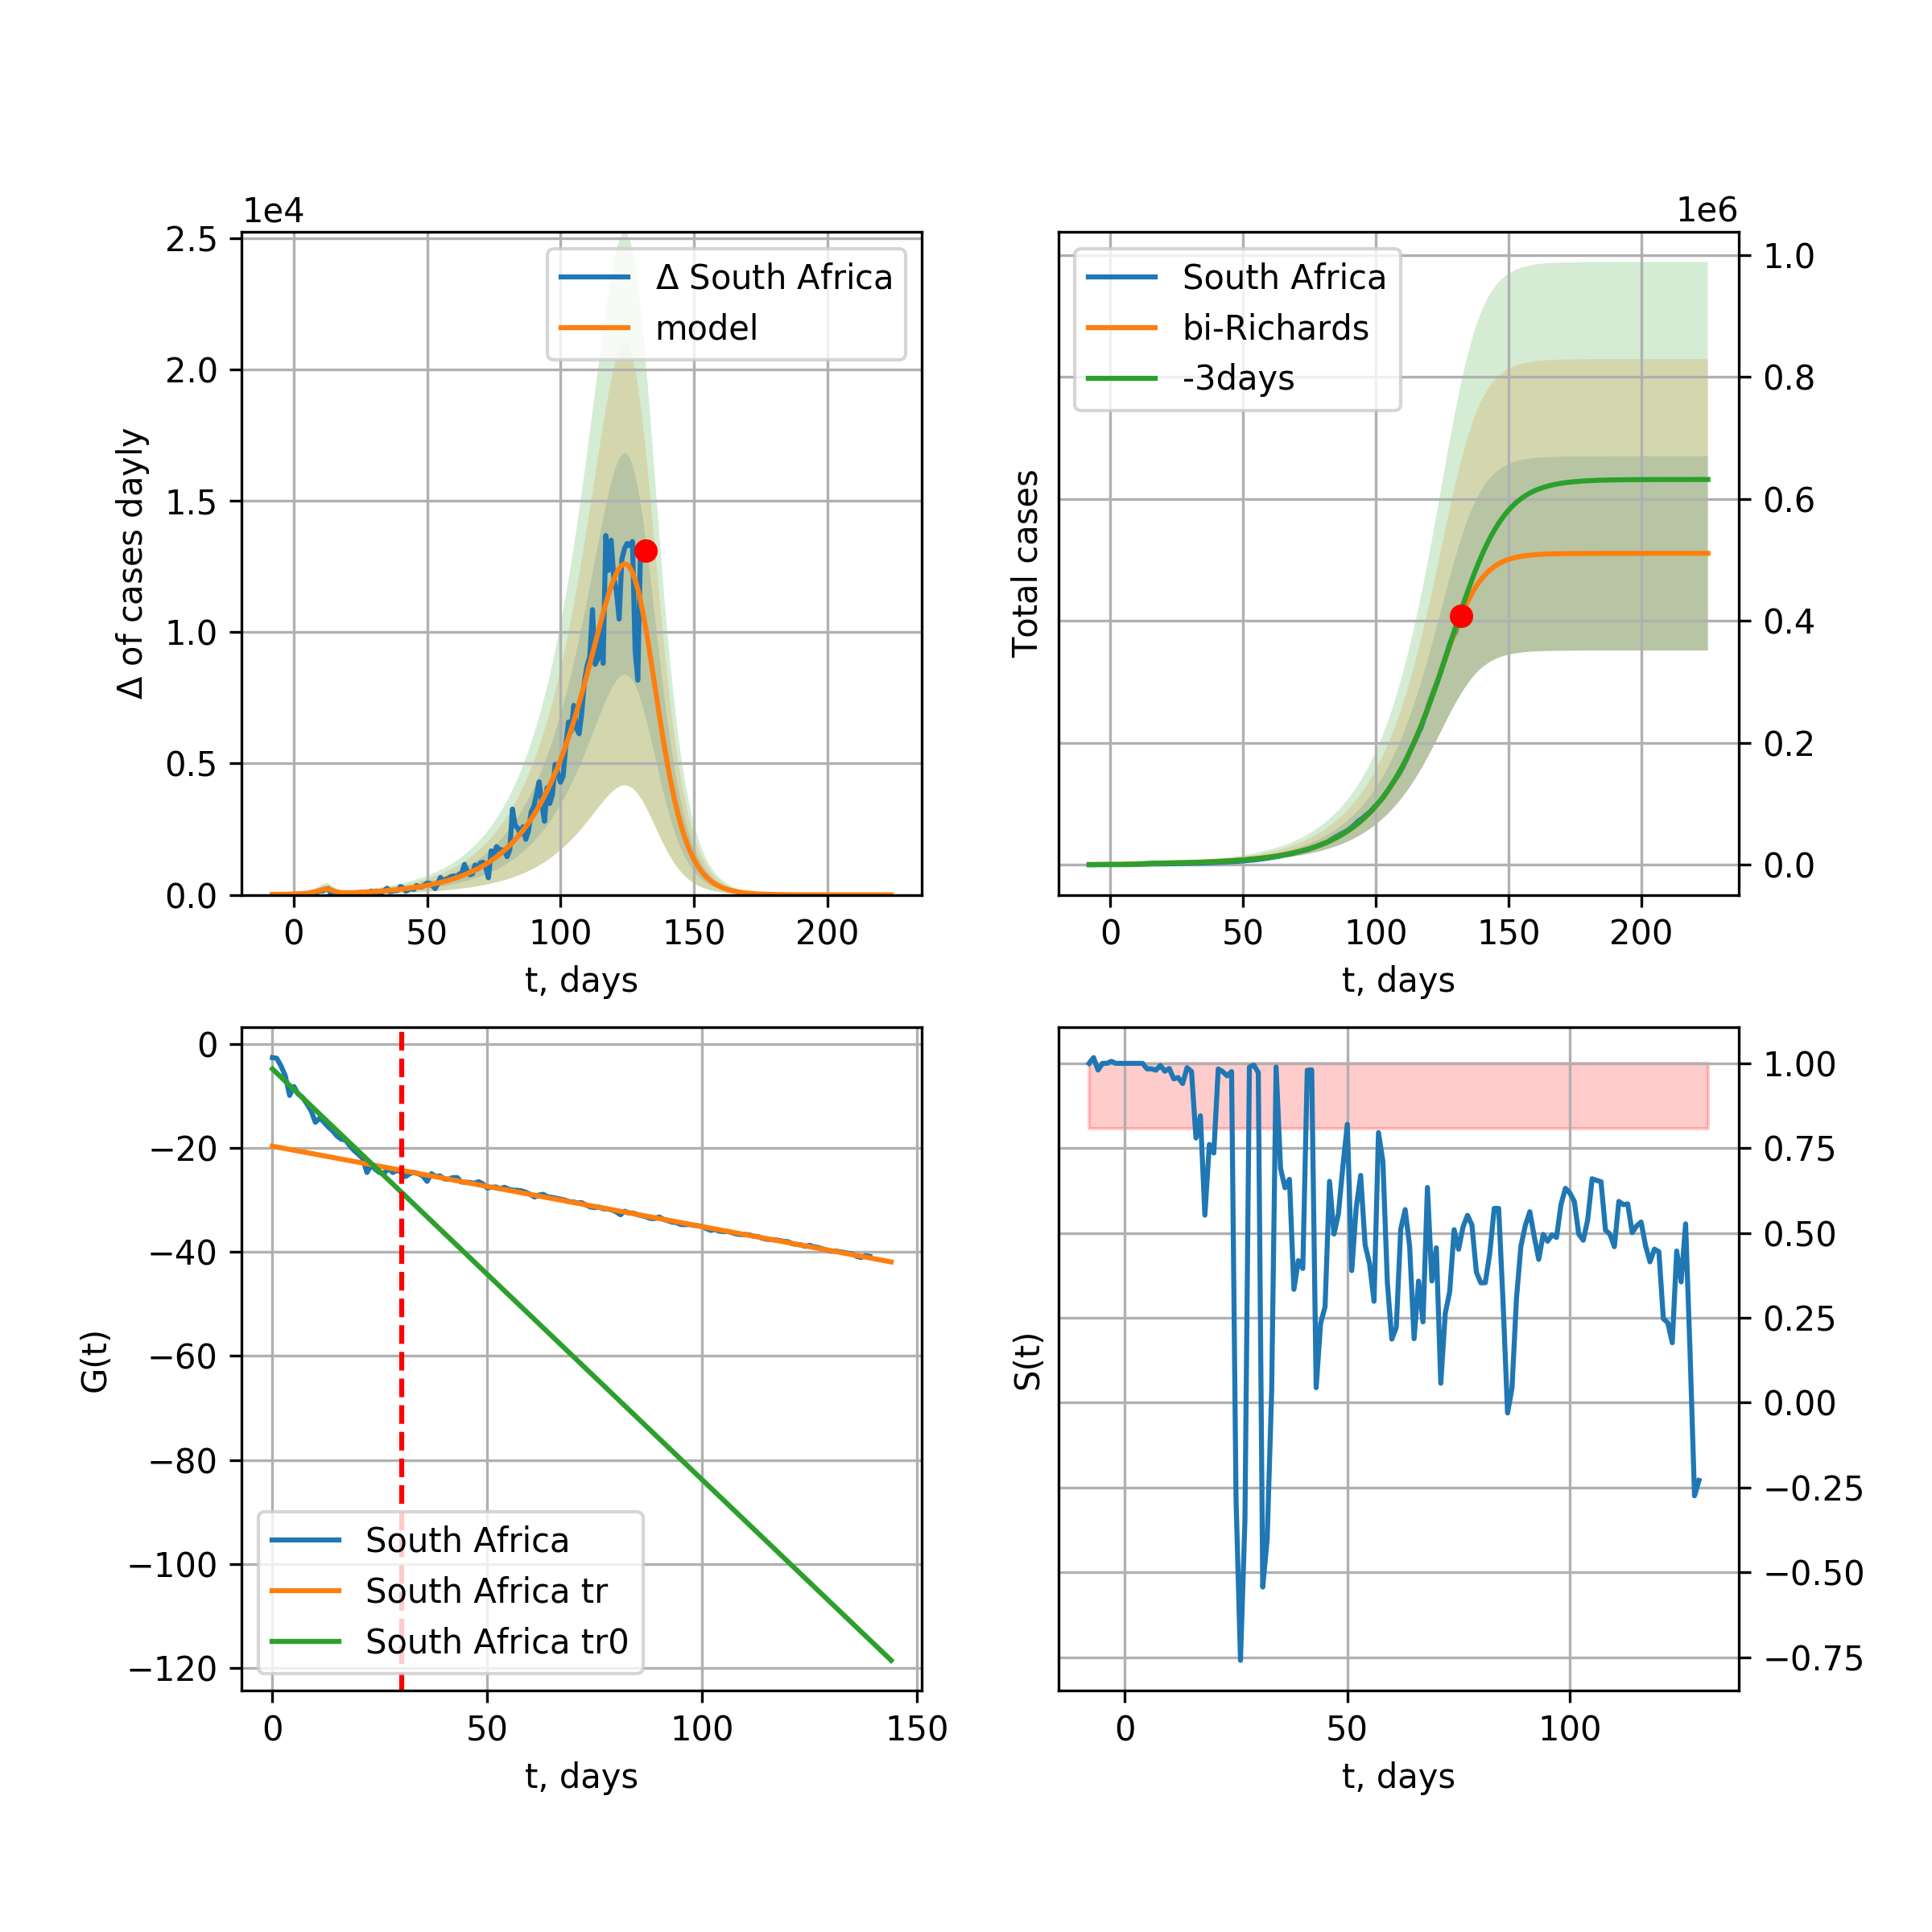 1e4
2.5
2.0
1.5
1.0
0.5
0.0
Δ of cases dayly
Δ South Africa
model
0 50 100 150 200
t, days
1e6
1.0
0.8
0.6
0.4
0.2
0.0
Total cases
South Africa
bi-Richards
-3days
0 50 100 150 200
t, days
0
−20
−40
−60
−80
−100
−120
G(t)
South Africa
South Africa tr
South Africa tr0
0 50 100 150
t, days
1.00
0.75
0.50
0.25
0.00
−0.25
−0.50
−0.75
S(t)
0 50 100
t, days